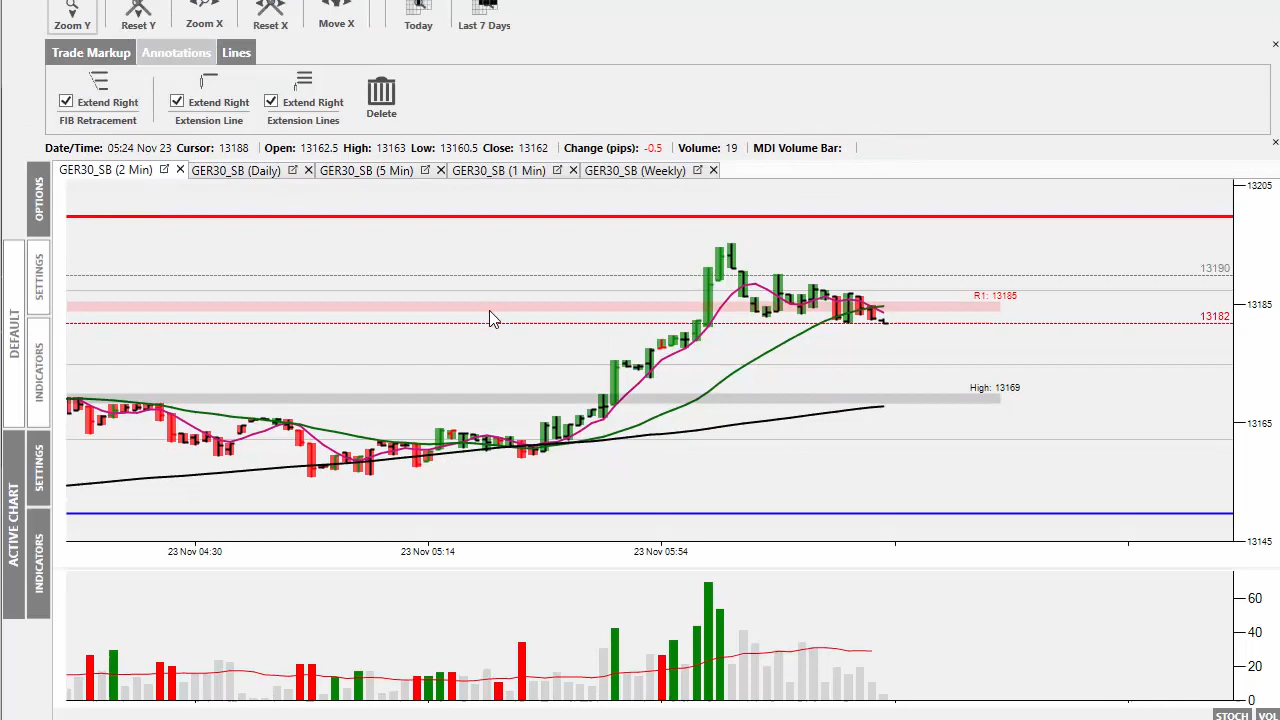 Zoom Y Reset Y Zoom X Reset X Move X Today Last 7 Days
Trade Markup Annotations Lines
Extend Right Extend Right Extend Right
FIB Retracement Extension Line Extension Lines Delete
Date/Time: 05:24 Nov 23 Cursor: 13188 Open: 13162.5 High: 13163 Low: 13160.5 Close: 13162 Change (pips): -0.5 Volume: 19 MDI Volume Bar:
GER30_SB (2 Min) GER30_SB (Daily) GER30_SB (5 Min) GER30_SB (1 Min) GER30_SB (Weekly)
OPTIONS
DEFAULT
SETTINGS
INDICATORS
ACTIVE CHART
SETTINGS
INDICATORS
13205
13190
R1: 13185
13185
13182
High: 13169
13165
13145
23 Nov 04:30 23 Nov 05:14 23 Nov 05:54
60
40
20
0
STOCH VOL